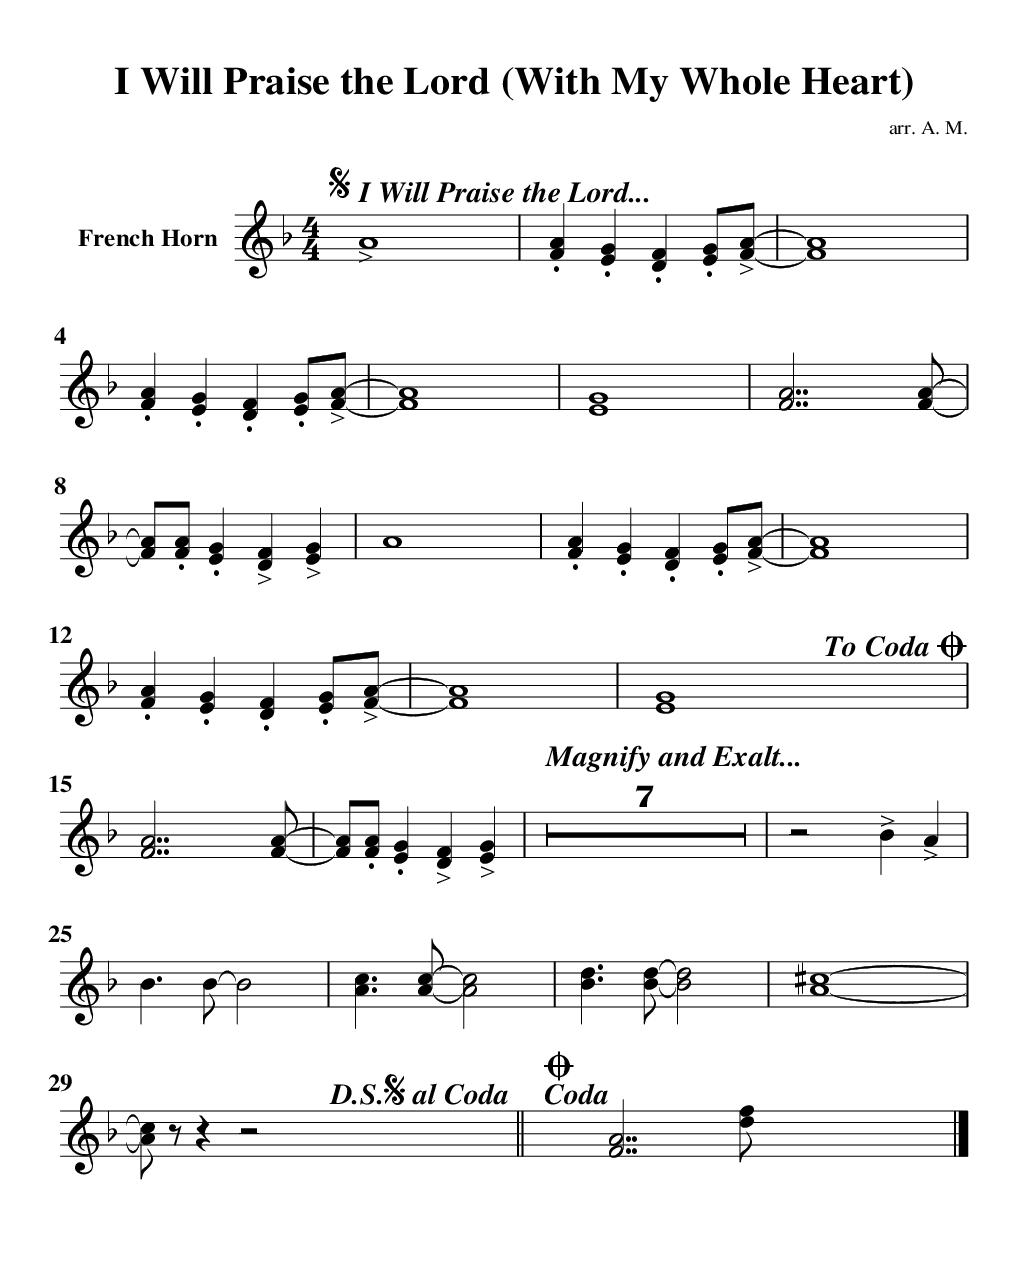 I Will Praise the Lord (With My Whole Heart)
arr. A. M.
I Will Praise the Lord...
French Horn
4
4
4
8
12
To Coda
Magnify and Exalt...
15
7
25
29
D.S. al Coda
Coda